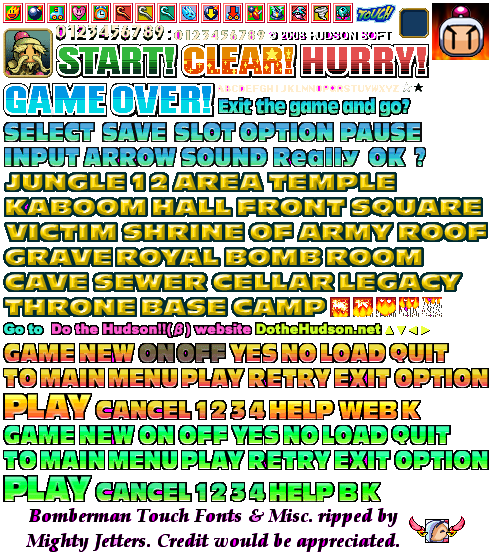 TOUCH
0123456789: 0123456789: © 2008 HUDSON SOFT
START! CLEAR! HURRY!
ABCDEFGHIJKLMNOPQRSTUVWXYZ ☆★
GAME OVER! Exit the game and go?
SELECT SAVE SLOT OPTION PAUSE
INPUT ARROW SOUND Really OK ?
JUNGLE 1 2 AREA TEMPLE
KABOOM HALL FRONT SQUARE
VICTIM SHRINE OF ARMY ROOF
GRAVE ROYAL BOMB ROOM
CAVE SEWER CELLAR LEGACY
THRONE BASE CAMP
Go to Do the Hudson!!(β) website DotheHudson.net ▲ ▼ ◀ ▶
GAME NEW ON OFF YES NO LOAD QUIT
TO MAIN MENU PLAY RETRY EXIT OPTION
PLAY CANCEL 1 2 3 4 HELP WEB K
GAME NEW ON OFF YES NO LOAD QUIT
TO MAIN MENU PLAY RETRY EXIT OPTION
PLAY CANCEL 1 2 3 4 HELP B K
Bomberman Touch Fonts & Misc. ripped by
Mighty Jetters. Credit would be appreciated.